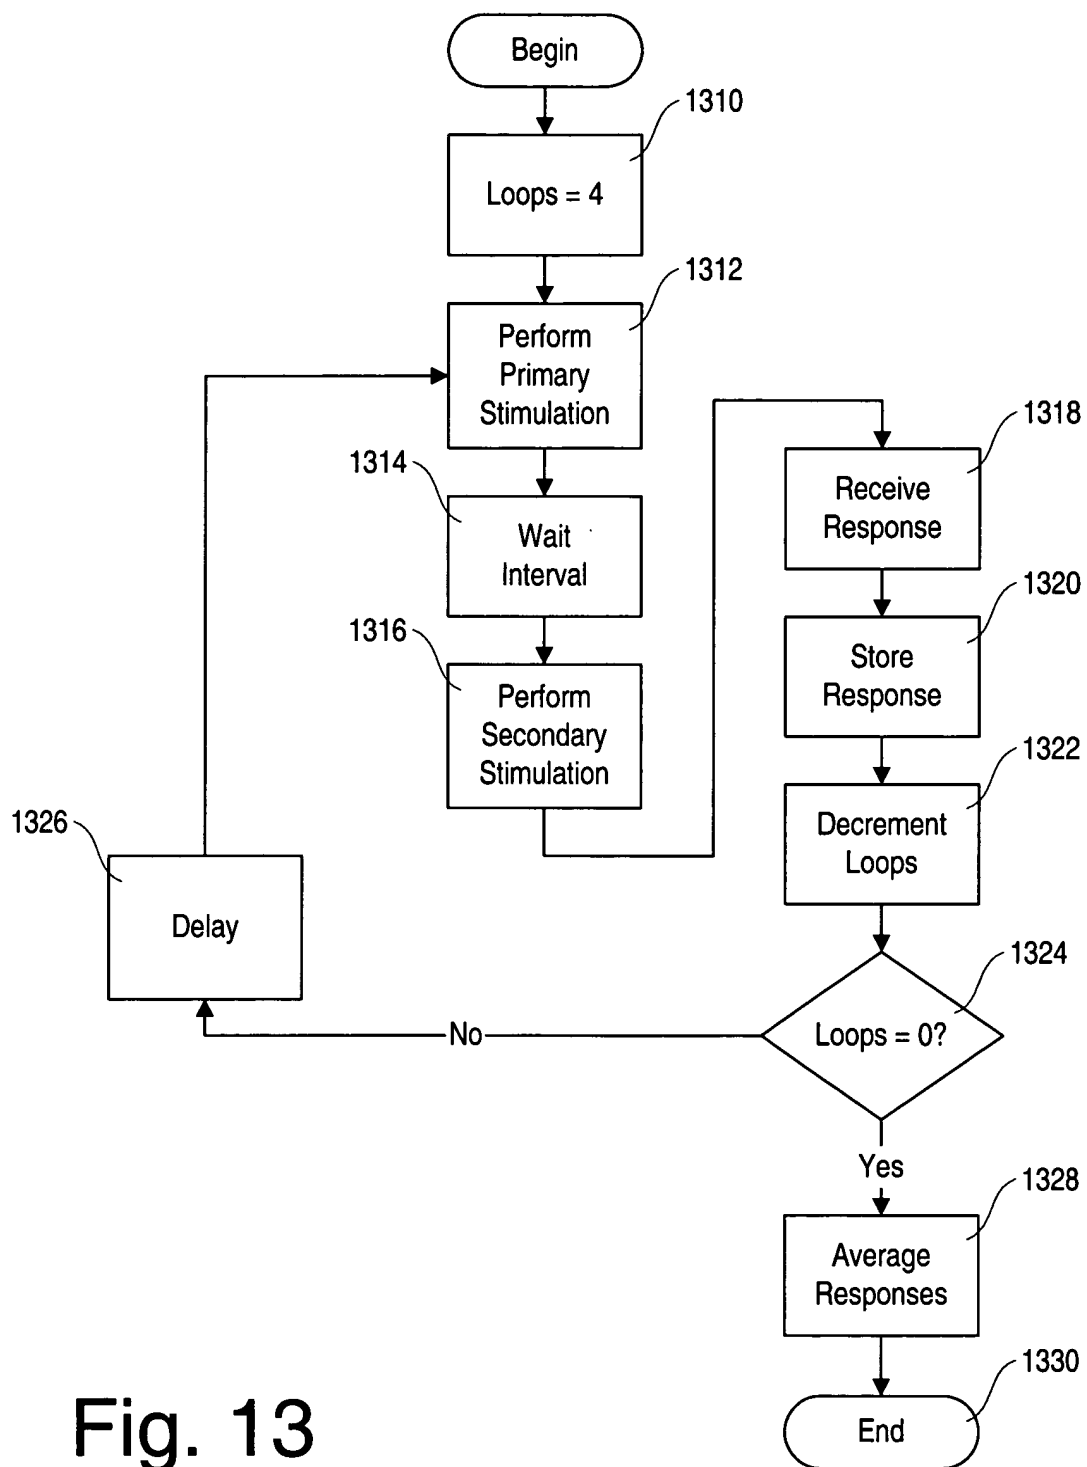 Begin
1310
Loops = 4
1312
Perform
Primary
Stimulation
1314
Wait
Interval
1316
Perform
Secondary
Stimulation
1318
Receive
Response
1320
Store
Response
1322
Decrement
Loops
1324
Loops = 0?
No
1326
Delay
Yes
1328
Average
Responses
1330
End
Fig. 13